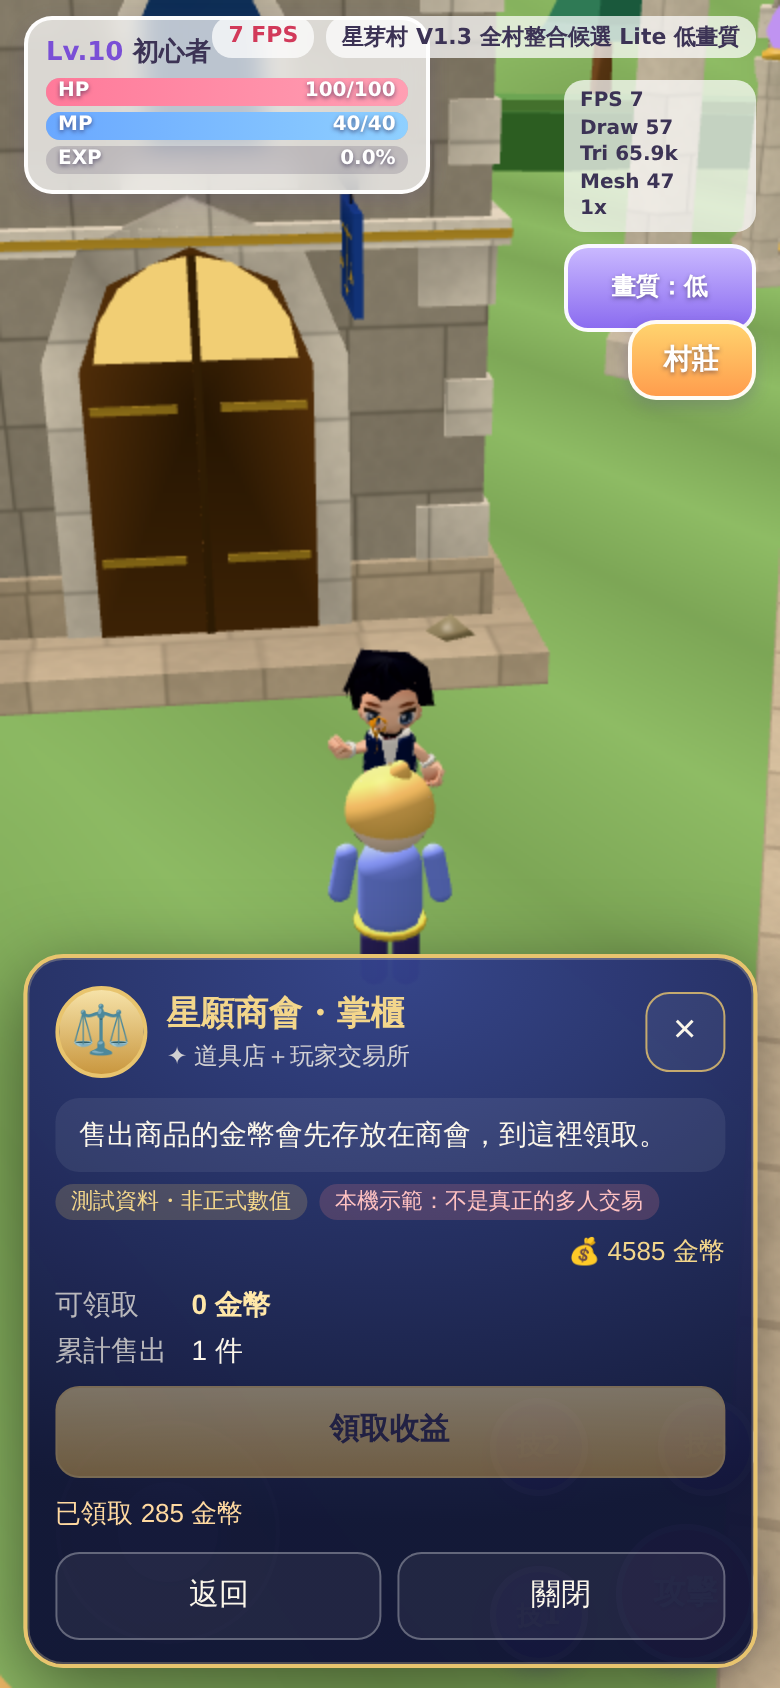 Lv.10 初心者
7 FPS
星芽村 V1.3 全村整合候選 Lite 低畫質
HP 100/100
MP 40/40
EXP 0.0%
FPS 7
Draw 57
Tri 65.9k
Mesh 47
1x
畫質：低
村莊
星願商會・掌櫃
✦ 道具店＋玩家交易所
×
售出商品的金幣會先存放在商會，到這裡領取。
測試資料・非正式數值
本機示範：不是真正的多人交易
4585 金幣
可領取 0 金幣
累計售出 1 件
領取收益
已領取 285 金幣
返回
關閉